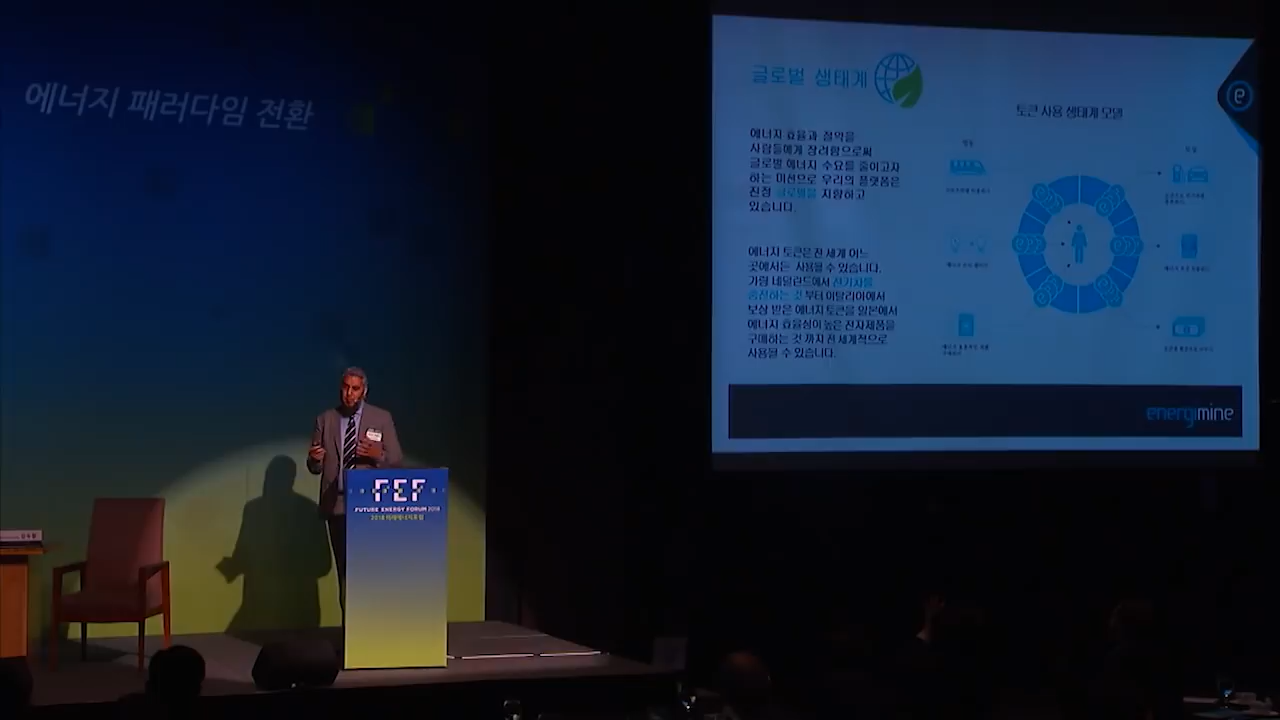 에너지 패러다임 전환
글로벌 생태계
에너지 효율과 절약을
사람들에게 장려함으로써
글로벌 에너지 수요를 줄이고자
하는 미션으로 우리의 플랫폼은
진정 글로벌을 지향하고
있습니다.
에너지 토큰은 전 세계 어느
곳에서든 사용될 수 있습니다.
가령 네덜란드에서 전기차를
충전하는 것 부터 이탈리아에서
보상 받은 에너지 토큰을 일본에서
에너지 효율성이 높은 전자제품을
구매하는 것 까지 전 세계적으로
사용될 수 있습니다.
토큰 사용 생태계 모델
energimine
FEF
FUTURE ENERGY FORUM 2018
2018 미래에너지포럼